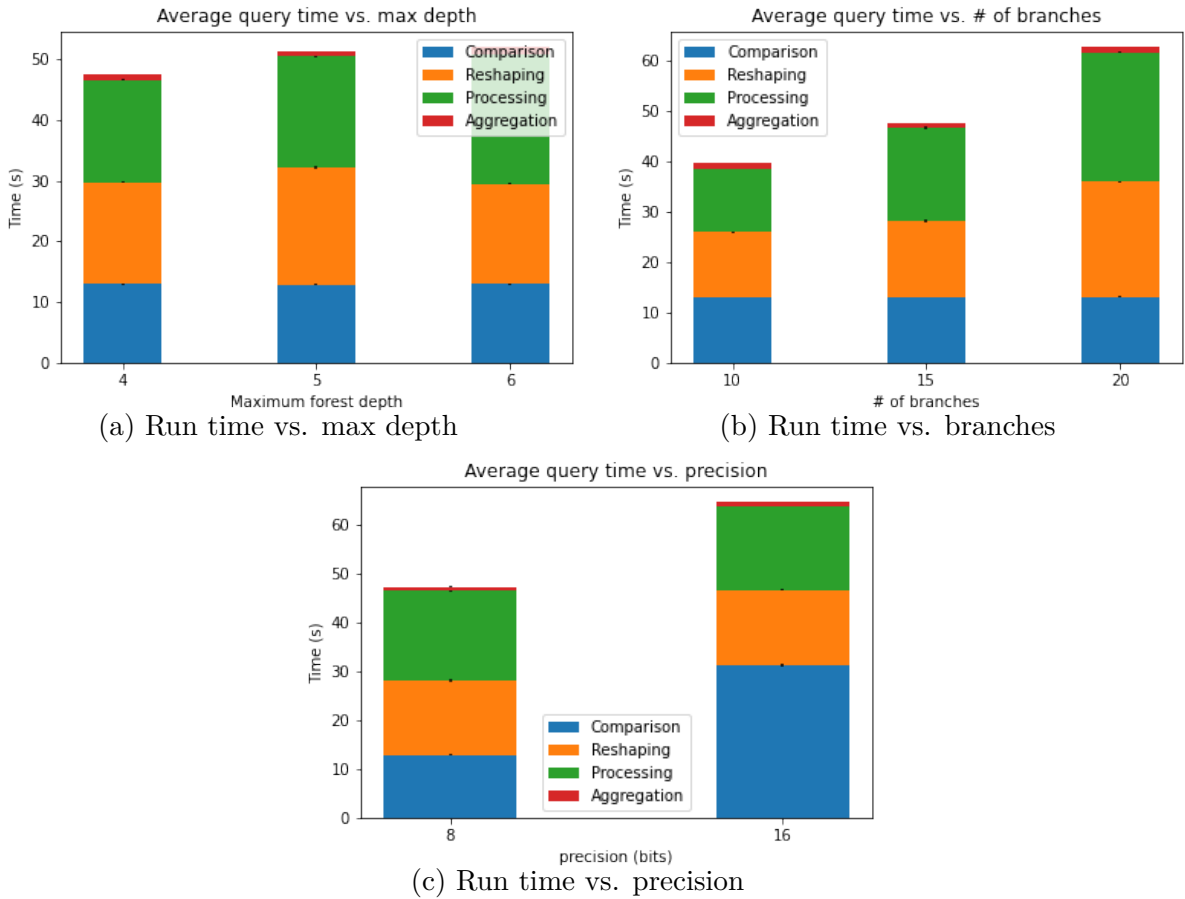 Average query time vs. max depth
Time (s)
50
40
30
20
10
0
Comparison
Reshaping
Processing
Aggregation
4 5 6
Maximum forest depth
(a) Run time vs. max depth
Average query time vs. # of branches
Time (s)
60
50
40
30
20
10
0
Comparison
Reshaping
Processing
Aggregation
10 15 20
# of branches
(b) Run time vs. branches
Average query time vs. precision
Time (s)
60
50
40
30
20
10
0
Comparison
Reshaping
Processing
Aggregation
8 16
precision (bits)
(c) Run time vs. precision